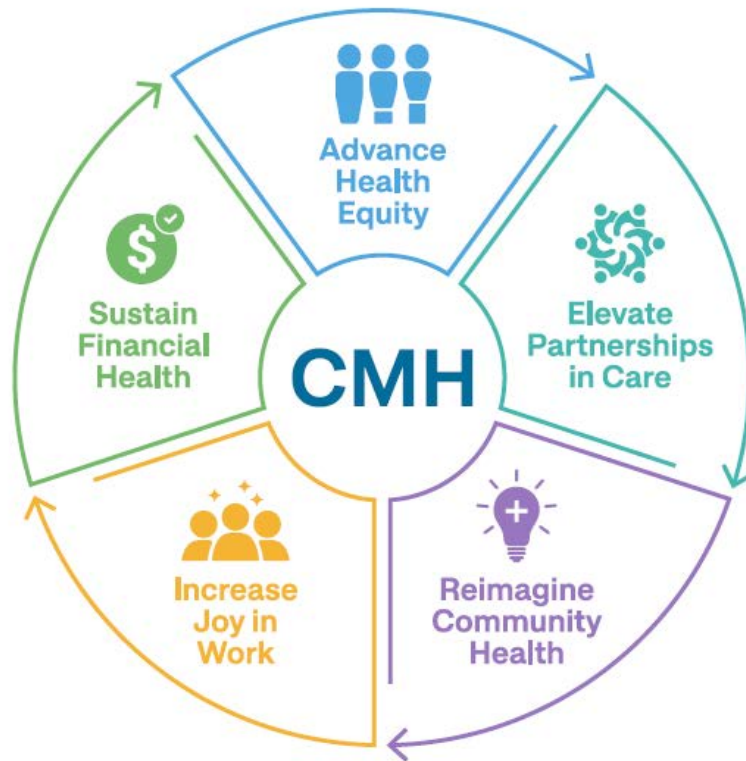 Advance
Health
Equity
Elevate
Partnerships
in Care
Reimagine
Community
Health
Increase
Joy in
Work
$
Sustain
Financial
Health
CMH